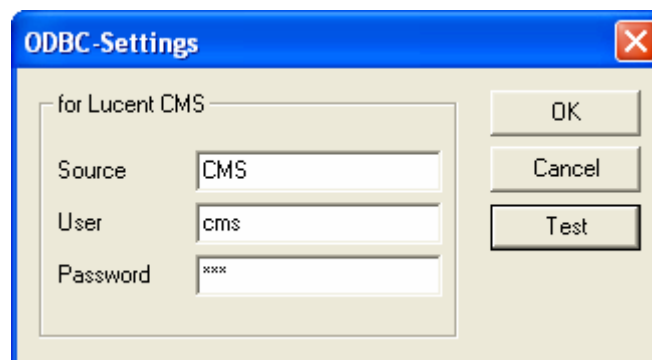 ODBC-Settings
for Lucent CMS
Source CMS
User cms
Password ***
OK
Cancel
Test